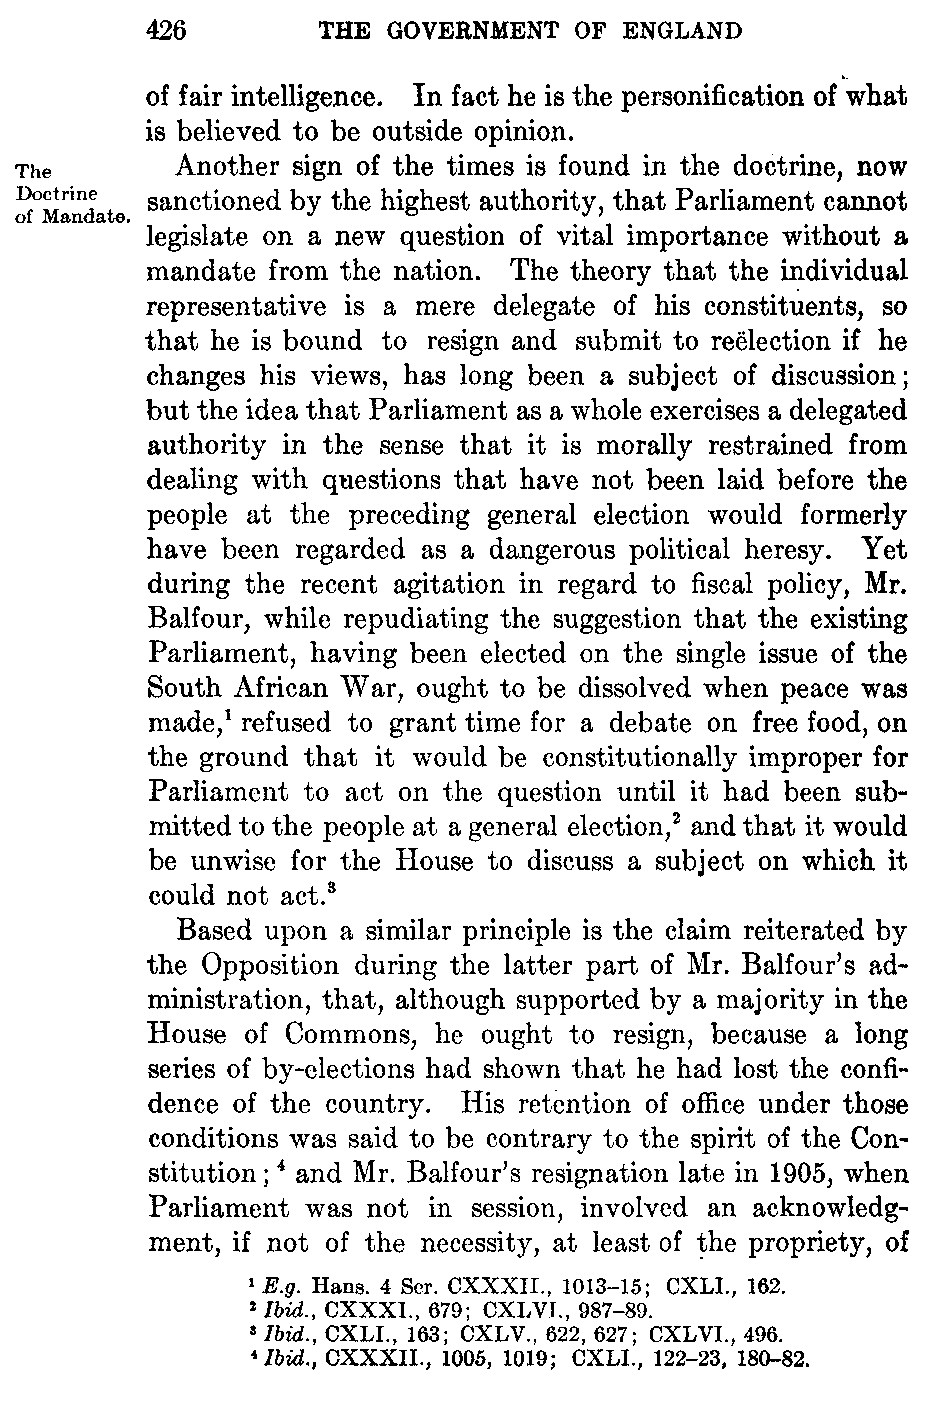 426 THE GOVERNMENT OF ENGLAND
of fair intelligence. In fact he is the personification of what
is believed to be outside opinion.
The
Doctrine
of Mandate.
Another sign of the times is found in the doctrine, now
sanctioned by the highest authority, that Parliament cannot
legislate on a new question of vital importance without a
mandate from the nation. The theory that the individual
representative is a mere delegate of his constituents, so
that he is bound to resign and submit to reëlection if he
changes his views, has long been a subject of discussion;
but the idea that Parliament as a whole exercises a delegated
authority in the sense that it is morally restrained from
dealing with questions that have not been laid before the
people at the preceding general election would formerly
have been regarded as a dangerous political heresy. Yet
during the recent agitation in regard to fiscal policy, Mr.
Balfour, while repudiating the suggestion that the existing
Parliament, having been elected on the single issue of the
South African War, ought to be dissolved when peace was
made,¹ refused to grant time for a debate on free food, on
the ground that it would be constitutionally improper for
Parliament to act on the question until it had been sub-
mitted to the people at a general election,² and that it would
be unwise for the House to discuss a subject on which it
could not act.³
Based upon a similar principle is the claim reiterated by
the Opposition during the latter part of Mr. Balfour's ad-
ministration, that, although supported by a majority in the
House of Commons, he ought to resign, because a long
series of by-elections had shown that he had lost the confi-
dence of the country. His retention of office under those
conditions was said to be contrary to the spirit of the Con-
stitution;⁴ and Mr. Balfour's resignation late in 1905, when
Parliament was not in session, involved an acknowledg-
ment, if not of the necessity, at least of the propriety, of
¹ E.g. Hans. 4 Ser. CXXXII., 1013–15; CXLI., 162.
² Ibid., CXXXI., 679; CXLVI., 987–89.
³ Ibid., CXLI., 163; CXLV., 622, 627; CXLVI., 496.
⁴ Ibid., CXXXII., 1005, 1019; CXLI., 122–23, 180–82.